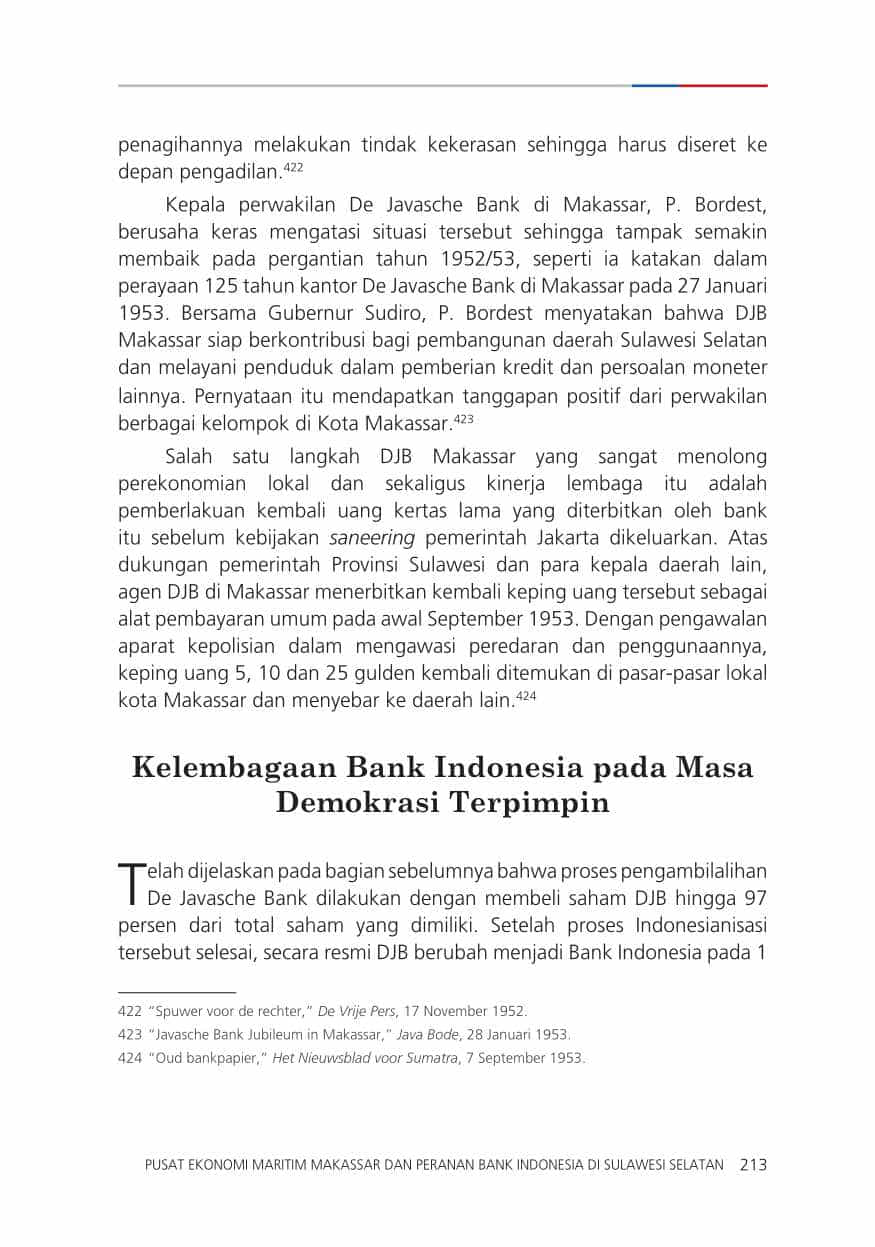 penagihannya melakukan tindak kekerasan sehingga harus diseret ke
depan pengadilan.422
Kepala perwakilan De Javasche Bank di Makassar, P. Bordest,
berusaha keras mengatasi situasi tersebut sehingga tampak semakin
membaik pada pergantian tahun 1952/53, seperti ia katakan dalam
perayaan 125 tahun kantor De Javasche Bank di Makassar pada 27 Januari
1953. Bersama Gubernur Sudiro, P. Bordest menyatakan bahwa DJB
Makassar siap berkontribusi bagi pembangunan daerah Sulawesi Selatan
dan melayani penduduk dalam pemberian kredit dan persoalan moneter
lainnya. Pernyataan itu mendapatkan tanggapan positif dari perwakilan
berbagai kelompok di Kota Makassar.423
Salah satu langkah DJB Makassar yang sangat menolong
perekonomian lokal dan sekaligus kinerja lembaga itu adalah
pemberlakuan kembali uang kertas lama yang diterbitkan oleh bank
itu sebelum kebijakan saneering pemerintah Jakarta dikeluarkan. Atas
dukungan pemerintah Provinsi Sulawesi dan para kepala daerah lain,
agen DJB di Makassar menerbitkan kembali keping uang tersebut sebagai
alat pembayaran umum pada awal September 1953. Dengan pengawalan
aparat kepolisian dalam mengawasi peredaran dan penggunaannya,
keping uang 5, 10 dan 25 gulden kembali ditemukan di pasar-pasar lokal
kota Makassar dan menyebar ke daerah lain.424
Kelembagaan Bank Indonesia pada Masa
Demokrasi Terpimpin
Telah dijelaskan pada bagian sebelumnya bahwa proses pengambilalihan
De Javasche Bank dilakukan dengan membeli saham DJB hingga 97
persen dari total saham yang dimiliki. Setelah proses Indonesianisasi
tersebut selesai, secara resmi DJB berubah menjadi Bank Indonesia pada 1
422 “Spuwer voor de rechter,” De Vrije Pers, 17 November 1952.
423 “Javasche Bank Jubileum in Makassar,” Java Bode, 28 Januari 1953.
424 “Oud bankpapier,” Het Nieuwsblad voor Sumatra, 7 September 1953.
PUSAT EKONOMI MARITIM MAKASSAR DAN PERANAN BANK INDONESIA DI SULAWESI SELATAN 213